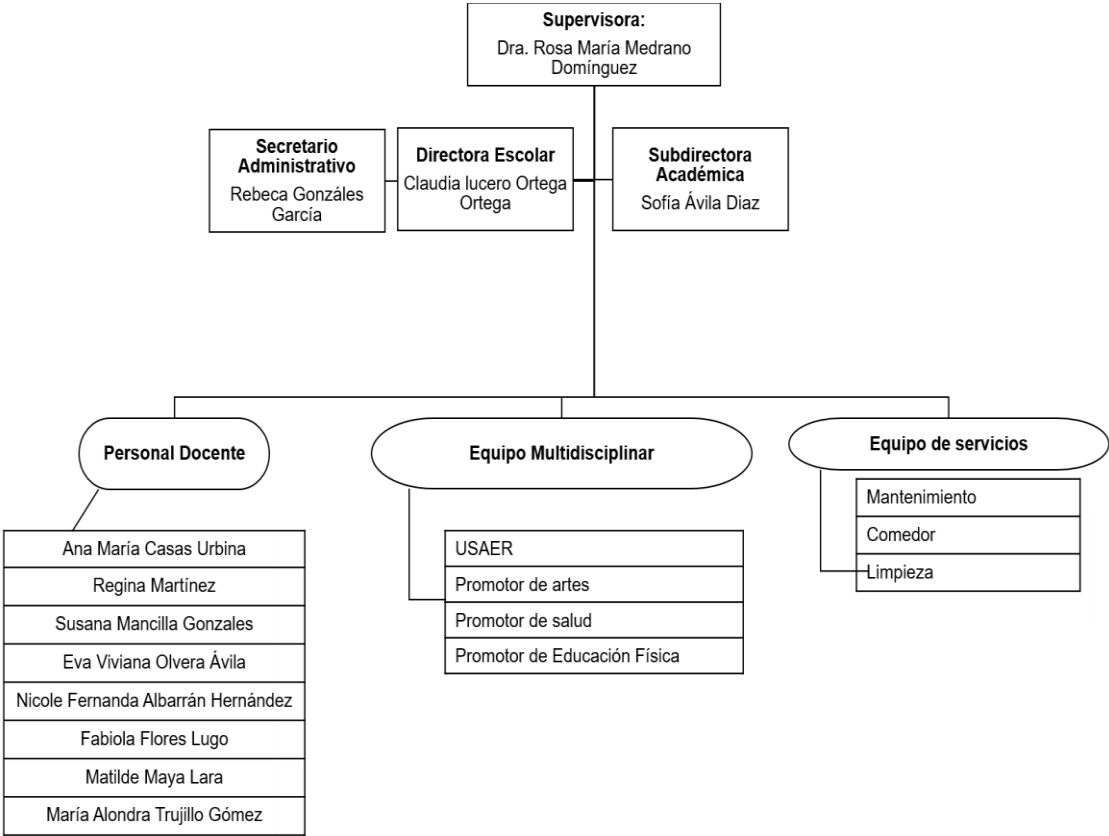 Supervisora:
Dra. Rosa María Medrano
Domínguez
Secretario
Administrativo
Rebeca Gonzáles
García
Directora Escolar
Claudia lucero Ortega
Ortega
Subdirectora
Académica
Sofía Ávila Diaz
Personal Docente
Ana María Casas Urbina
Regina Martínez
Susana Mancilla Gonzales
Eva Viviana Olvera Ávila
Nicole Fernanda Albarrán Hernández
Fabiola Flores Lugo
Matilde Maya Lara
María Alondra Trujillo Gómez
Equipo Multidisciplinar
USAER
Promotor de artes
Promotor de salud
Promotor de Educación Física
Equipo de servicios
Mantenimiento
Comedor
Limpieza